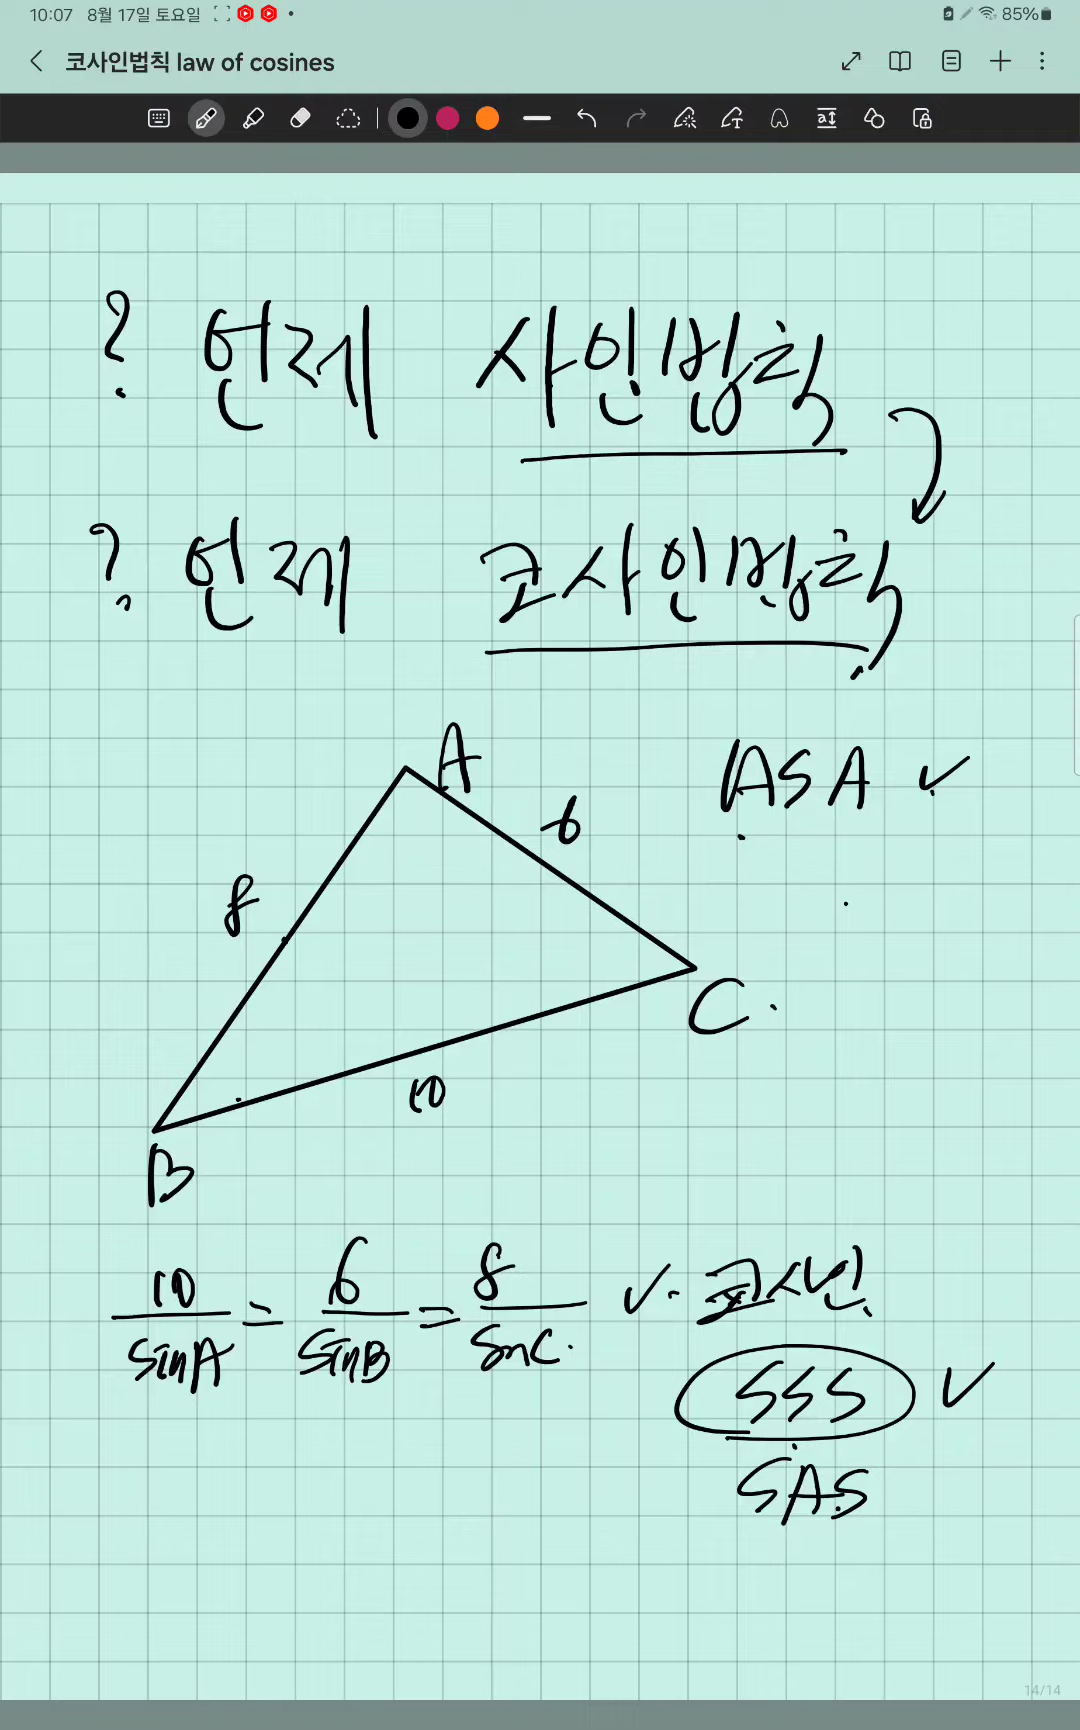 10:07 8월 17일 토요일 85%
코사인법칙 law of cosines
? 언제 사인법칙
? 언제 코사인법칙
A
ASA ✓
6
8
C
10
B
10/sinA = 6/sinB = 8/sinC ✓ 코사인
SSS ✓
SAS
14/14